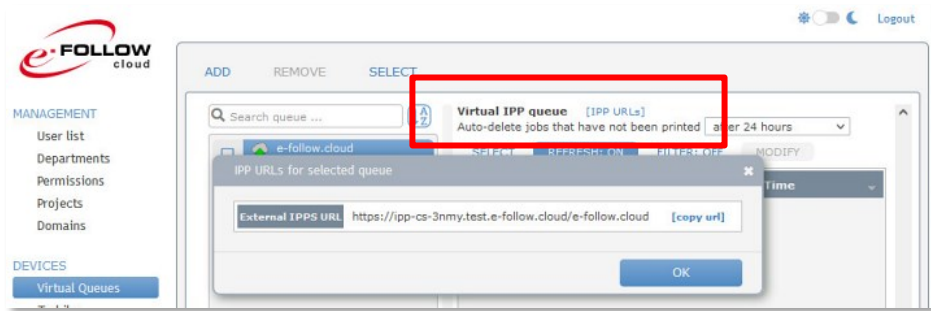 Logout
e·FOLLOW
cloud
ADD REMOVE SELECT
MANAGEMENT
User list
Departments
Permissions
Projects
Domains
DEVICES
Virtual Queues
Search queue ...
A
Z
Virtual IPP queue [IPP URLs]
Auto-delete jobs that have not been printed after 24 hours
e-follow.cloud
SELECT REFRESH: ON FILTER: OFF MODIFY
Time
IPP URLs for selected queue
External IPPS URL https://ipp-cs-3nmy.test.e-follow.cloud/e-follow.cloud [copy url]
OK